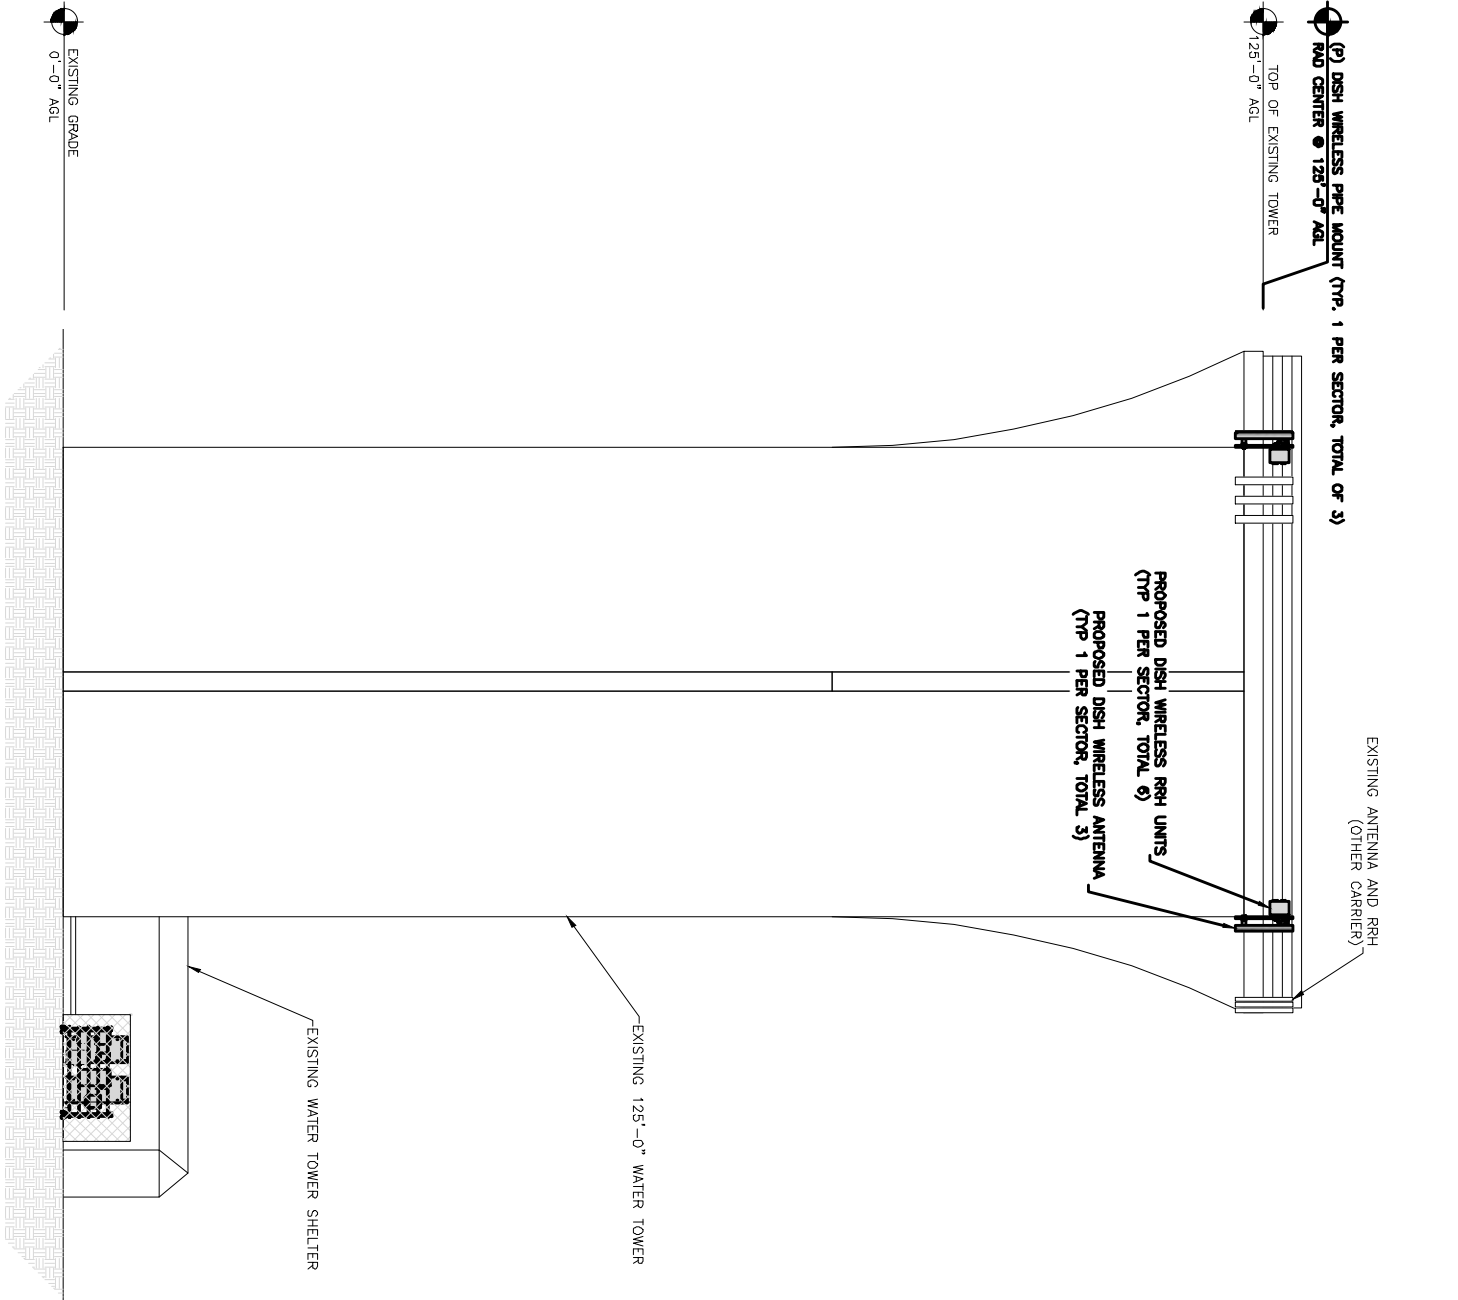 (P) DISH WIRELESS PIPE MOUNT (TYP. 1 PER SECTOR, TOTAL OF 3)
RAD CENTER @ 125'-0" AGL
TOP OF EXISTING TOWER
125'-0" AGL
EXISTING ANTENNA AND RRH
(OTHER CARRIER)
PROPOSED DISH WIRELESS RRH UNITS
(TYP 1 PER SECTOR, TOTAL 6)
PROPOSED DISH WIRELESS ANTENNA
(TYP 1 PER SECTOR, TOTAL 3)
EXISTING 125'-0" WATER TOWER
EXISTING WATER TOWER SHELTER
EXISTING GRADE
0'-0" AGL